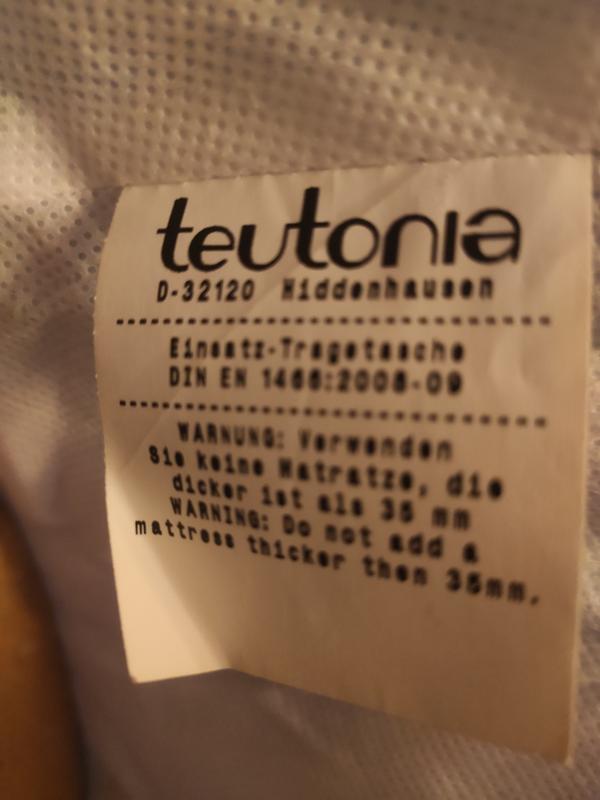 teutonia
D-32120 Hiddenhausen
Einsatz-Tragetasche
DIN EN 1466:2008-09
WARNUNG: Verwenden
Sie keine Matratze, die
dicker ist als 35 mm
WARNING: Do not add a
mattress thicker then 35mm.